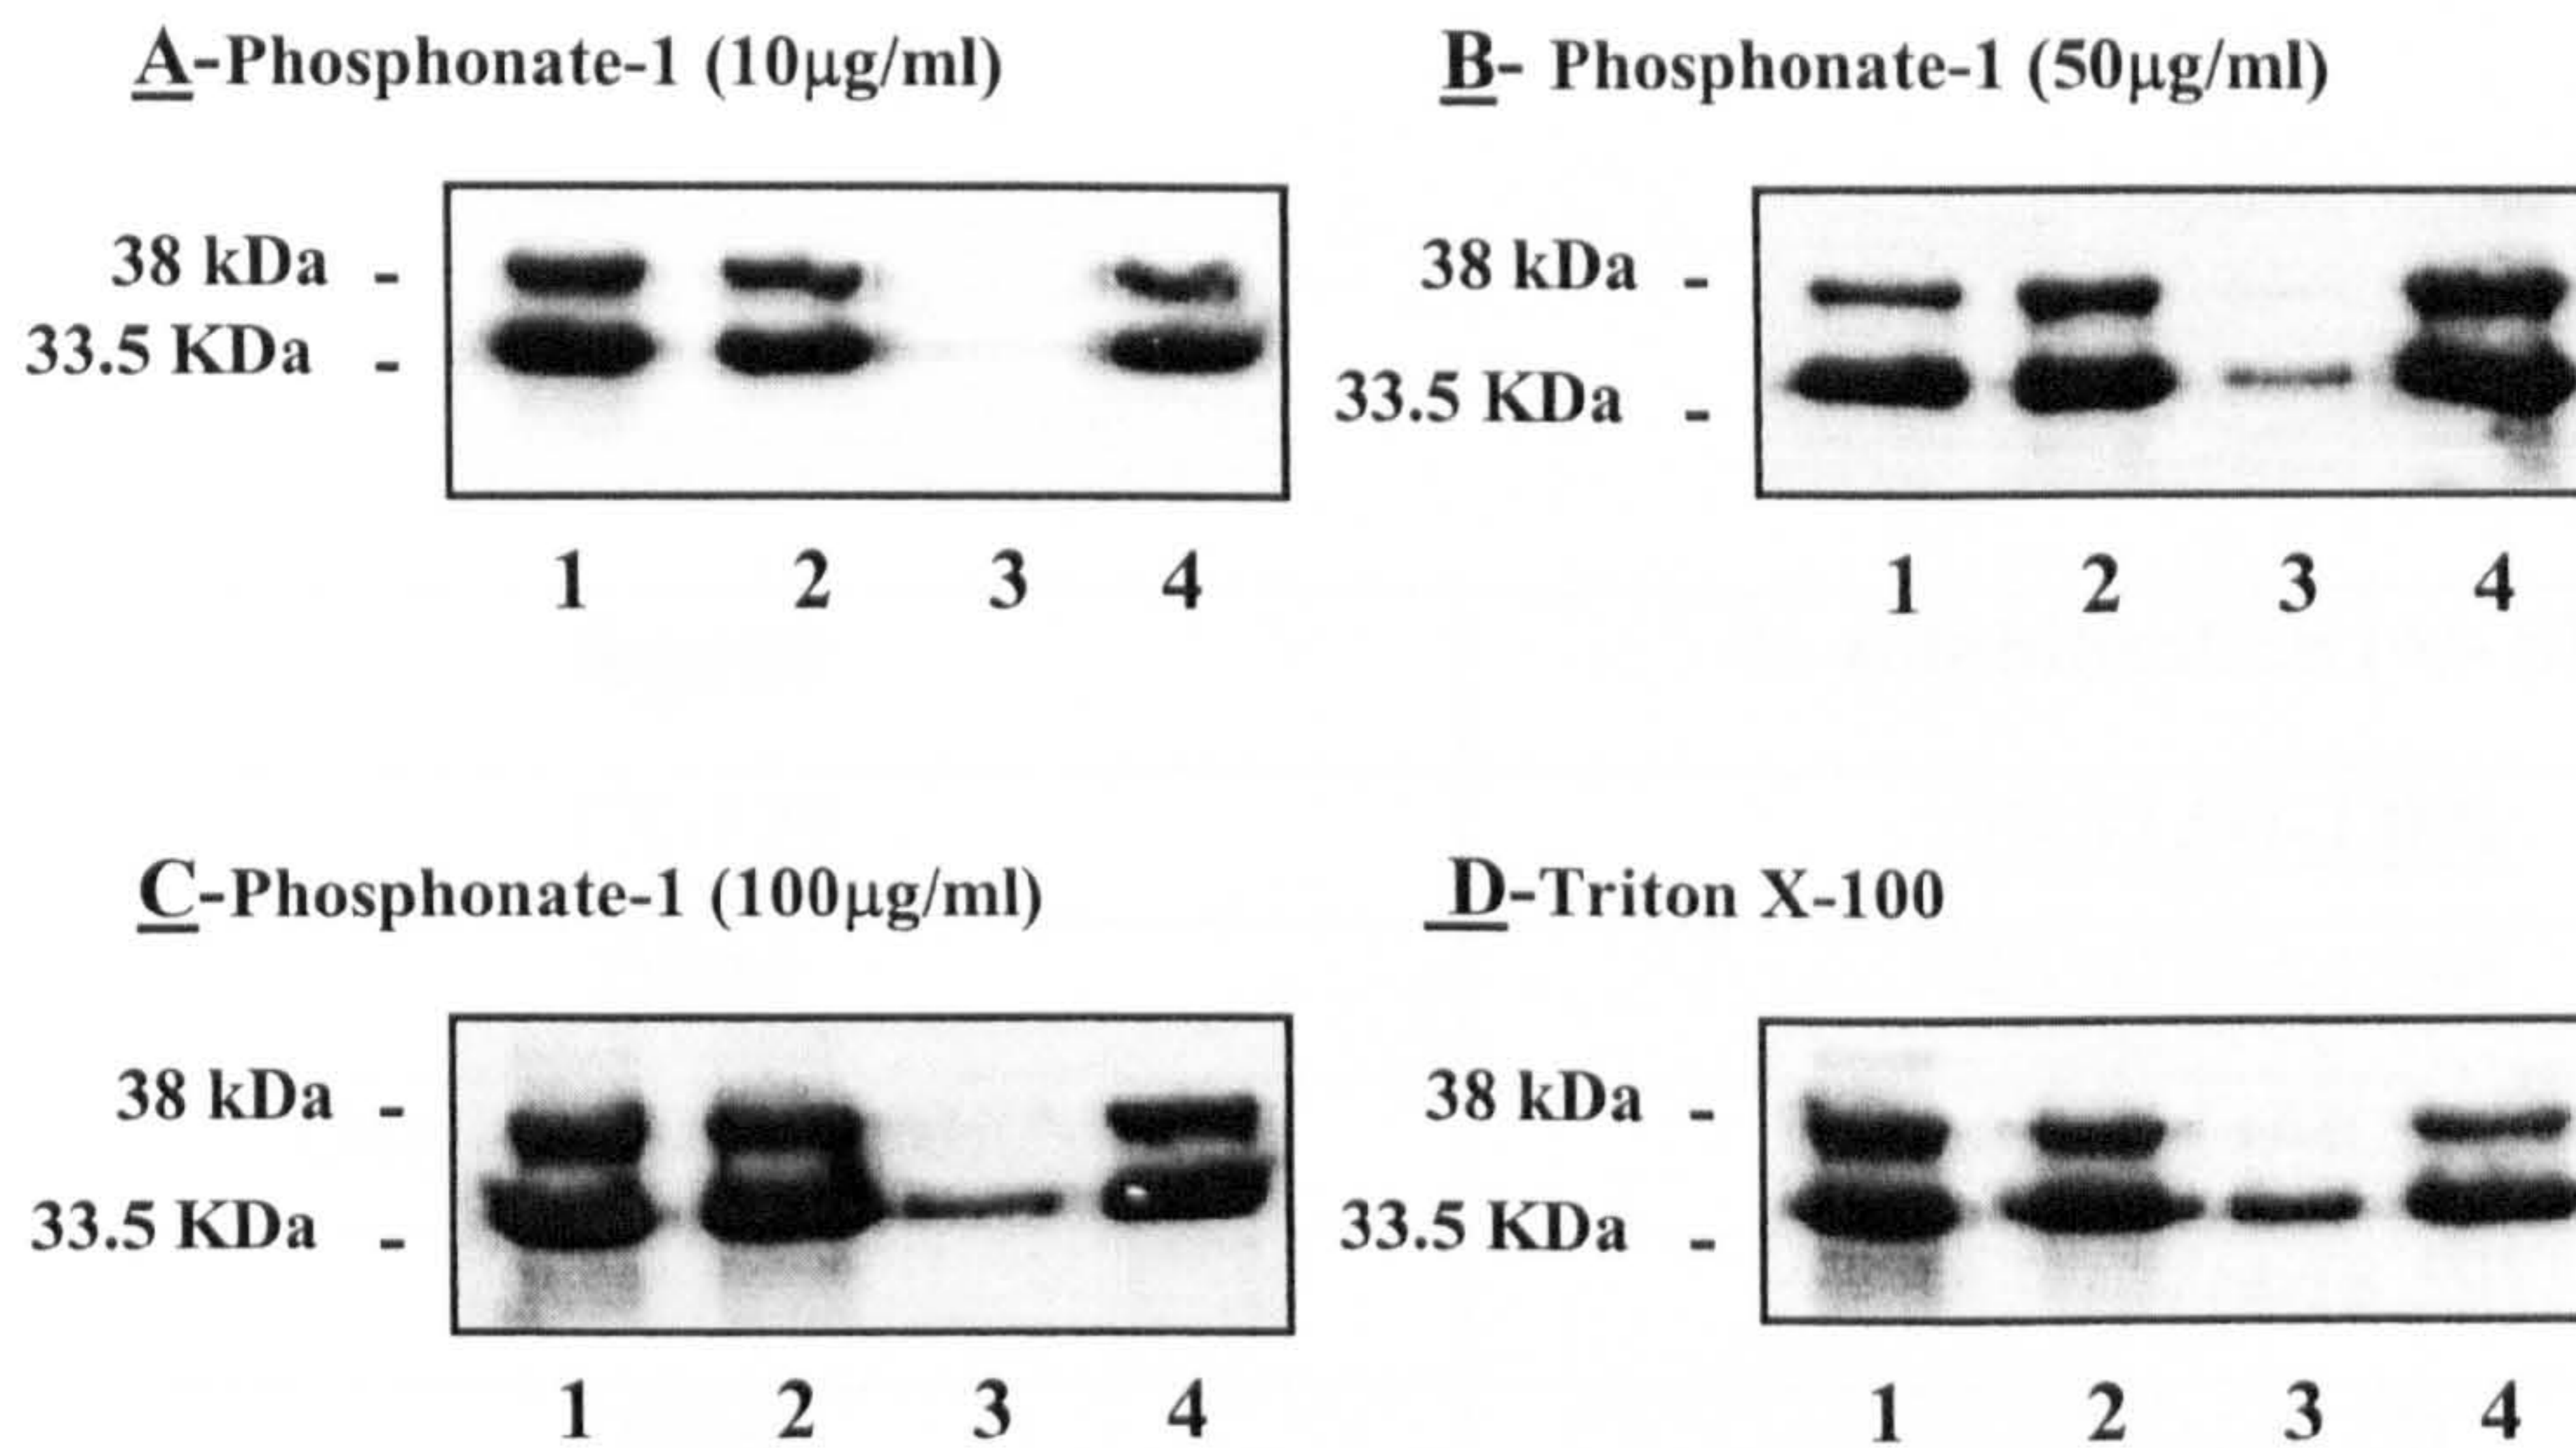 A-Phosphonate-1 (10μg/ml)
38 kDa -
33.5 KDa -
1 2 3 4
B- Phosphonate-1 (50μg/ml)
38 kDa -
33.5 KDa -
1 2 3 4
C-Phosphonate-1 (100μg/ml)
38 kDa -
33.5 KDa -
1 2 3 4
D-Triton X-100
38 kDa -
33.5 KDa -
1 2 3 4